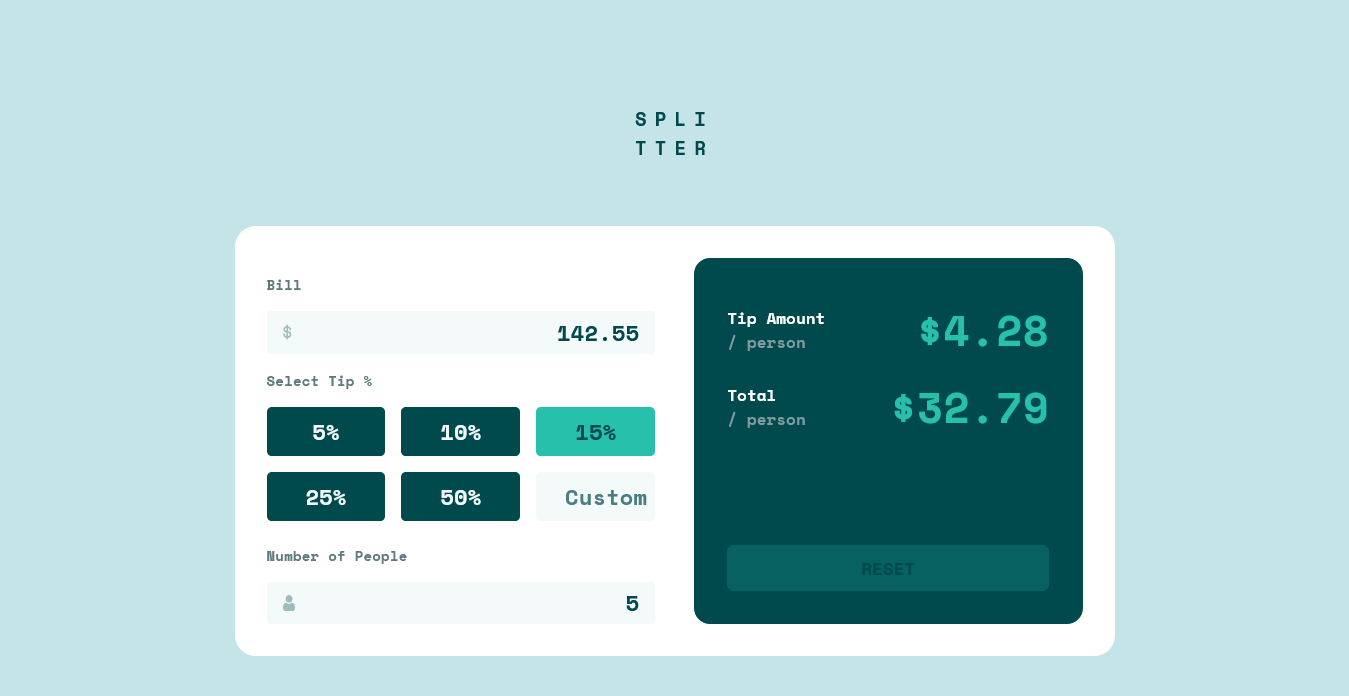 SPLI
TTER
Bill
$ 142.55
Select Tip %
5% 10% 15%
25% 50% Custom
Number of People
5
Tip Amount
/ person
$4.28
Total
/ person
$32.79
RESET